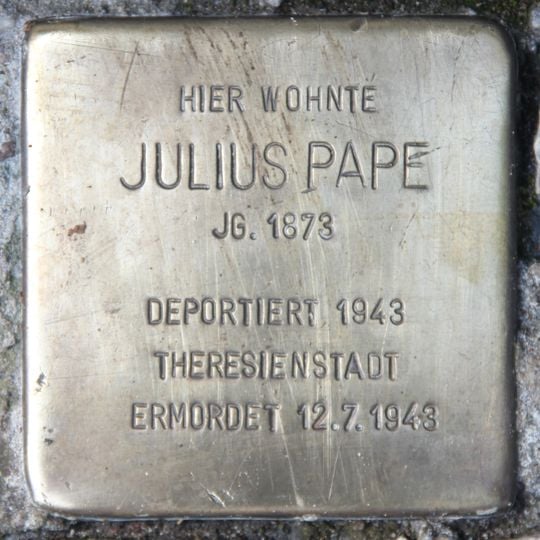 HIER WOHNTE
JULIUS PAPE
JG. 1873
DEPORTIERT 1943
THERESIENSTADT
ERMORDET 12.7.1943